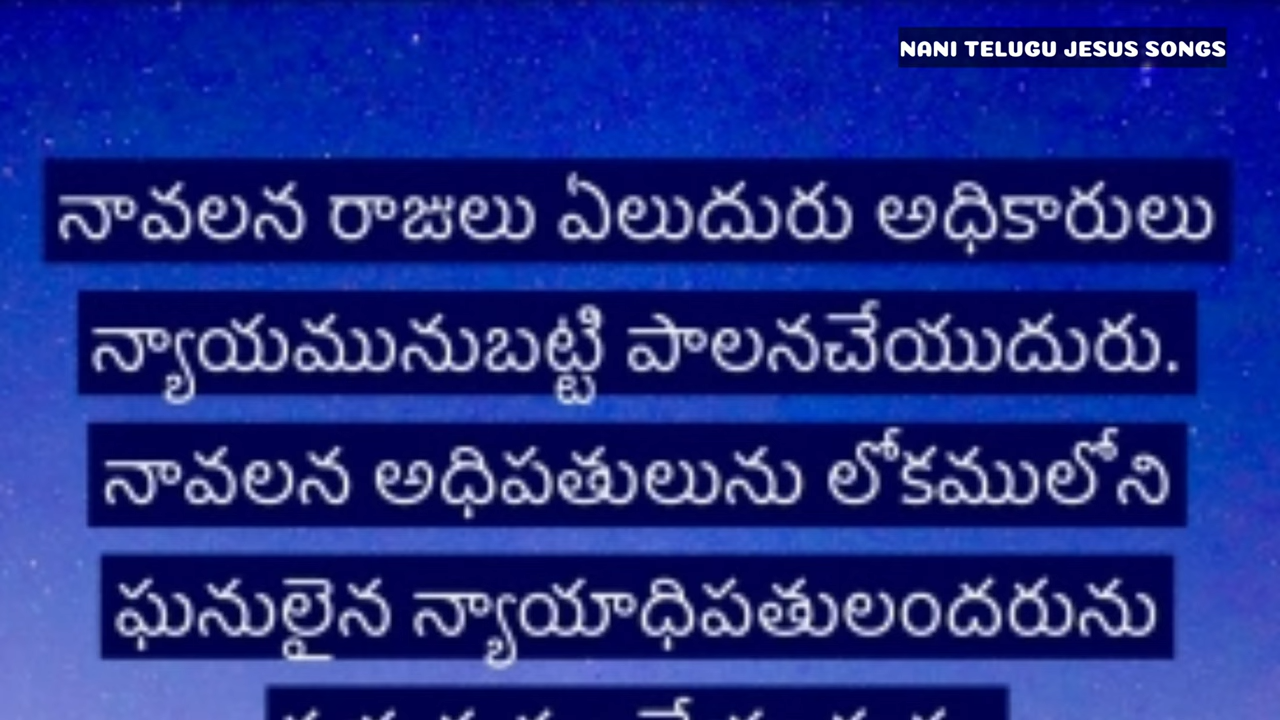 NANI TELUGU JESUS SONGS
నావలన రాజులు ఏలుదురు అధికారులు
న్యాయమునుబట్టి పాలనచేయుదురు.
నావలన అధిపతులును లోకములోని
ఘనులైన న్యాయాధిపతులందరును